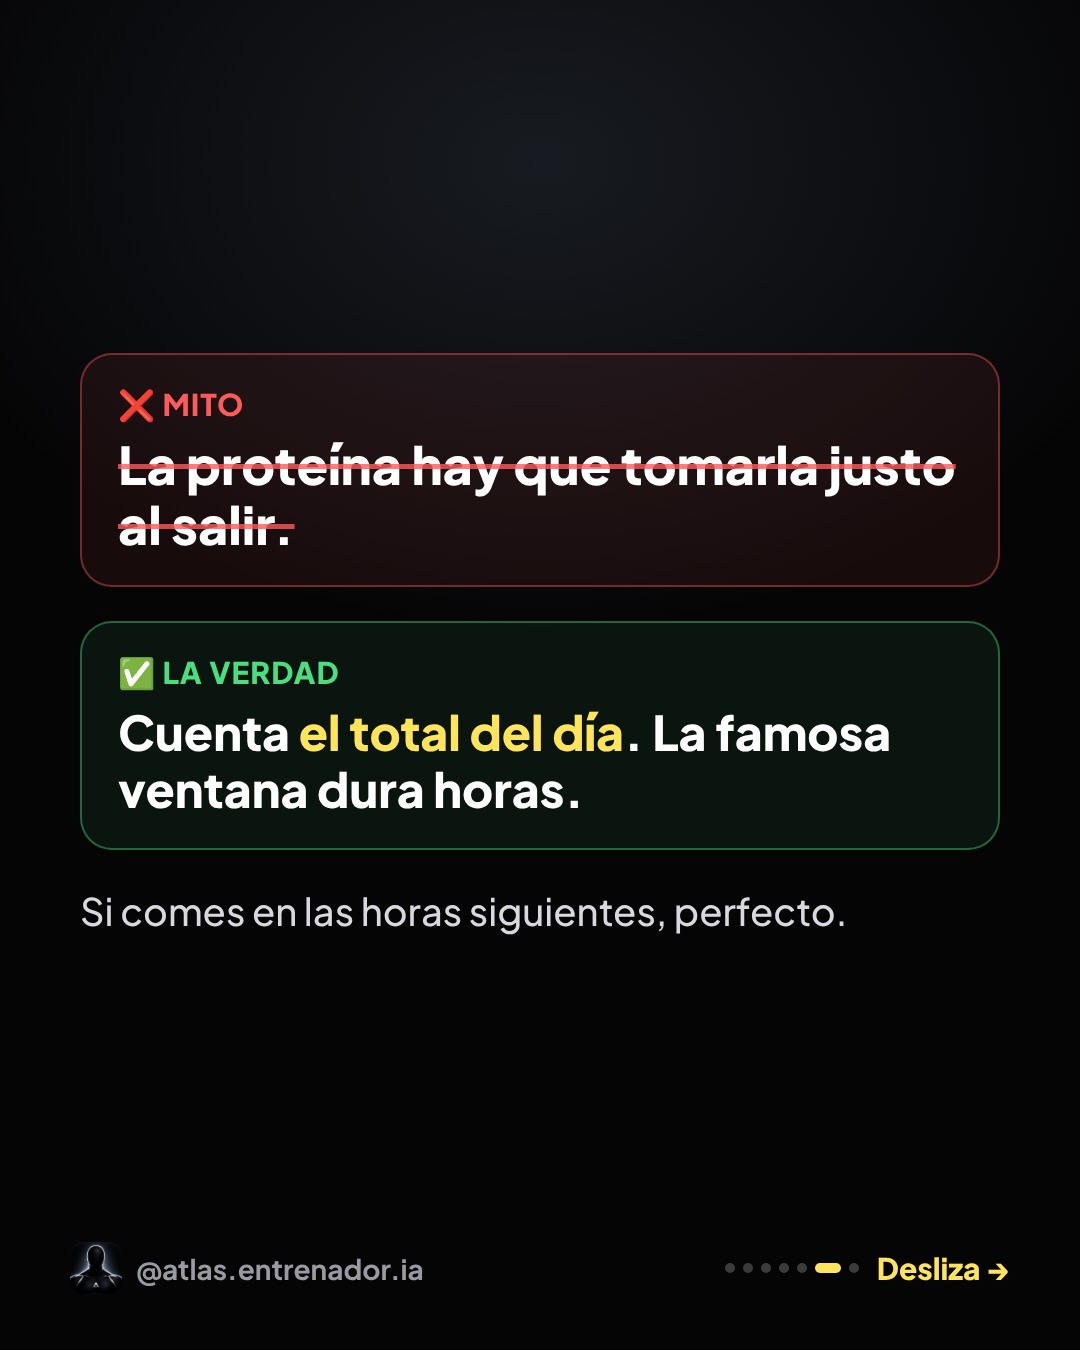 ❌ MITO
La proteína hay que tomarla justo
al salir.
✅ LA VERDAD
Cuenta el total del día. La famosa
ventana dura horas.
Si comes en las horas siguientes, perfecto.
@atlas.entrenador.ia
Desliza →